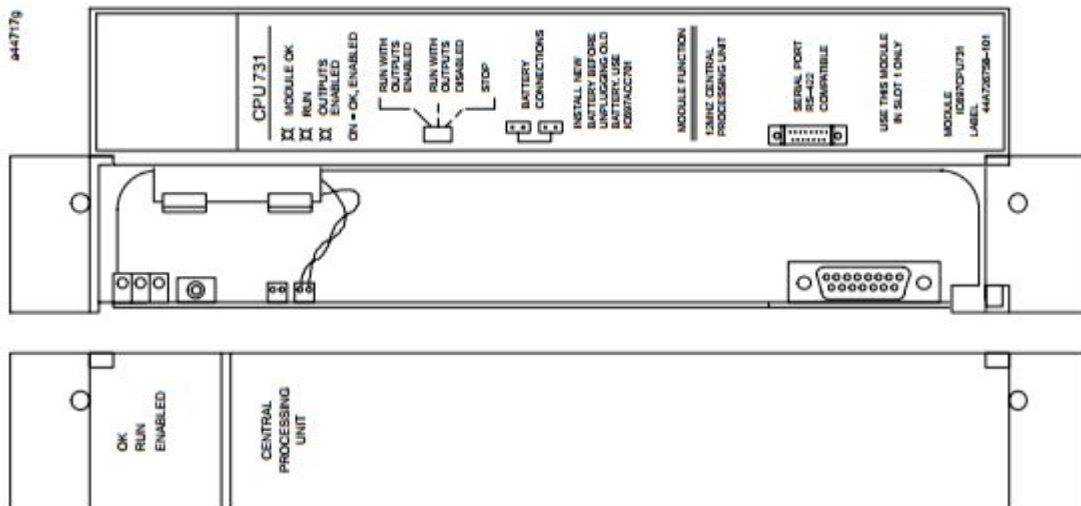 a44717g
CPU 731
MODULE OK
RUN
OUTPUTS
ENABLED
ON = OK, ENABLED
RUN WITH
OUTPUTS
ENABLED
RUN WITH
OUTPUTS
DISABLED
STOP
BATTERY
CONNECTIONS
INSTALL NEW
BATTERY BEFORE
UNPLUGGING OLD
BATTERY. USE
IC697ACC701
MODULE FUNCTION
12MHZ CENTRAL
PROCESSING UNIT
SERIAL PORT
RS-422
COMPATIBLE
USE THIS MODULE
IN SLOT 1 ONLY
MODULE
IC697CPU731
LABEL
44A726758-101
OK
RUN
ENABLED
CENTRAL
PROCESSING
UNIT